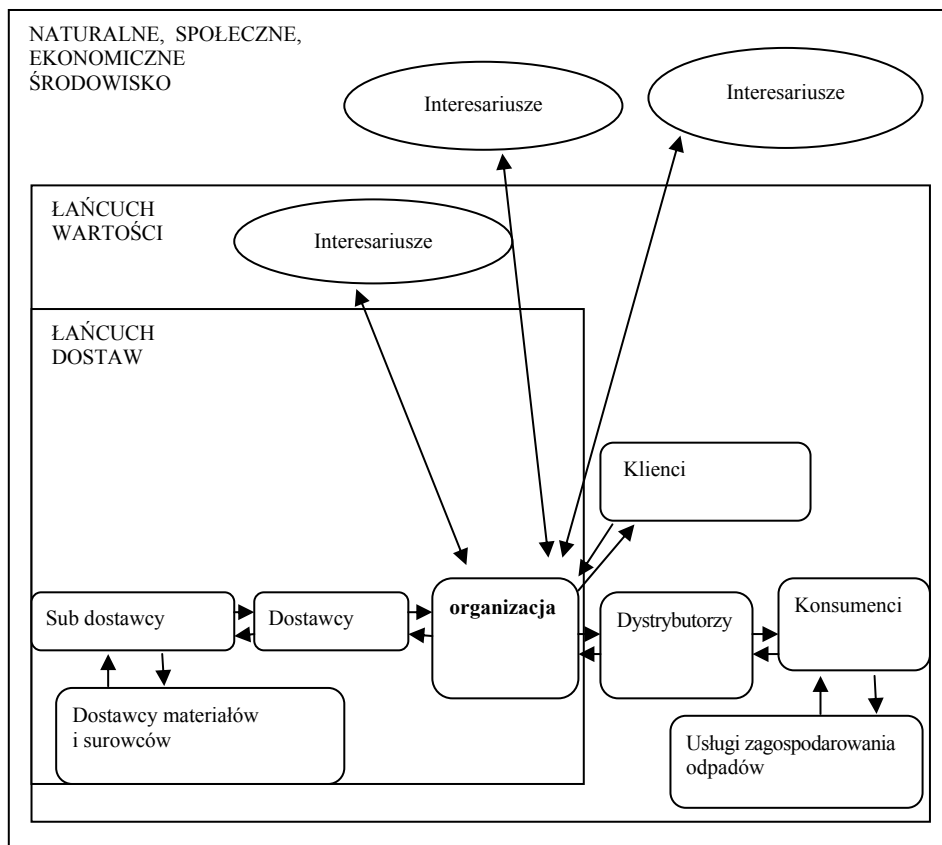 NATURALNE, SPOŁECZNE,
EKONOMICZNE
ŚRODOWISKO
Interesariusze
Interesariusze
ŁAŃCUCH
WARTOŚCI
Interesariusze
ŁAŃCUCH
DOSTAW
Klienci
Sub dostawcy
Dostawcy
organizacja
Dystrybutorzy
Konsumenci
Dostawcy materiałów
i surowców
Usługi zagospodarowania
odpadów